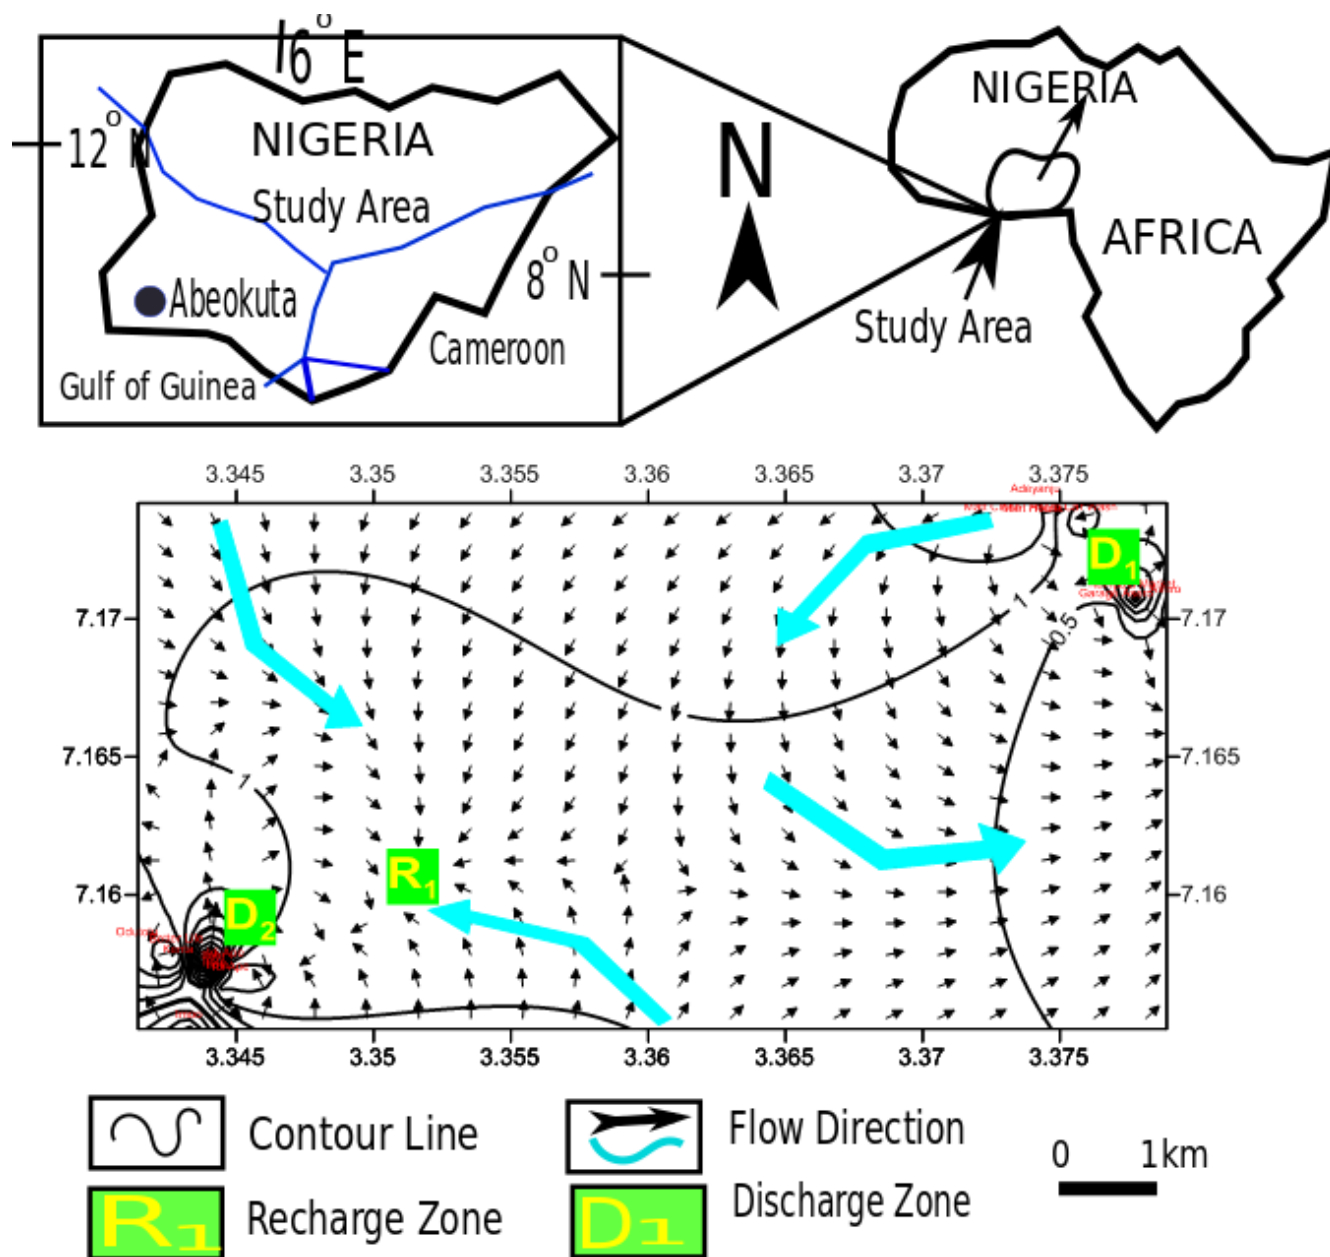 6° E
NIGERIA
12° N
Study Area
Abeokuta
8° N
Cameroon
Gulf of Guinea
N
NIGERIA
AFRICA
Study Area
3.345 3.35 3.355 3.36 3.365 3.37 3.375
D1
7.17 7.17
1
0.5
7.165 7.165
1
R1
7.16 7.16
D2
3.345 3.35 3.355 3.36 3.365 3.37 3.375
Contour Line
Flow Direction
0 1km
R1 Recharge Zone
D1 Discharge Zone